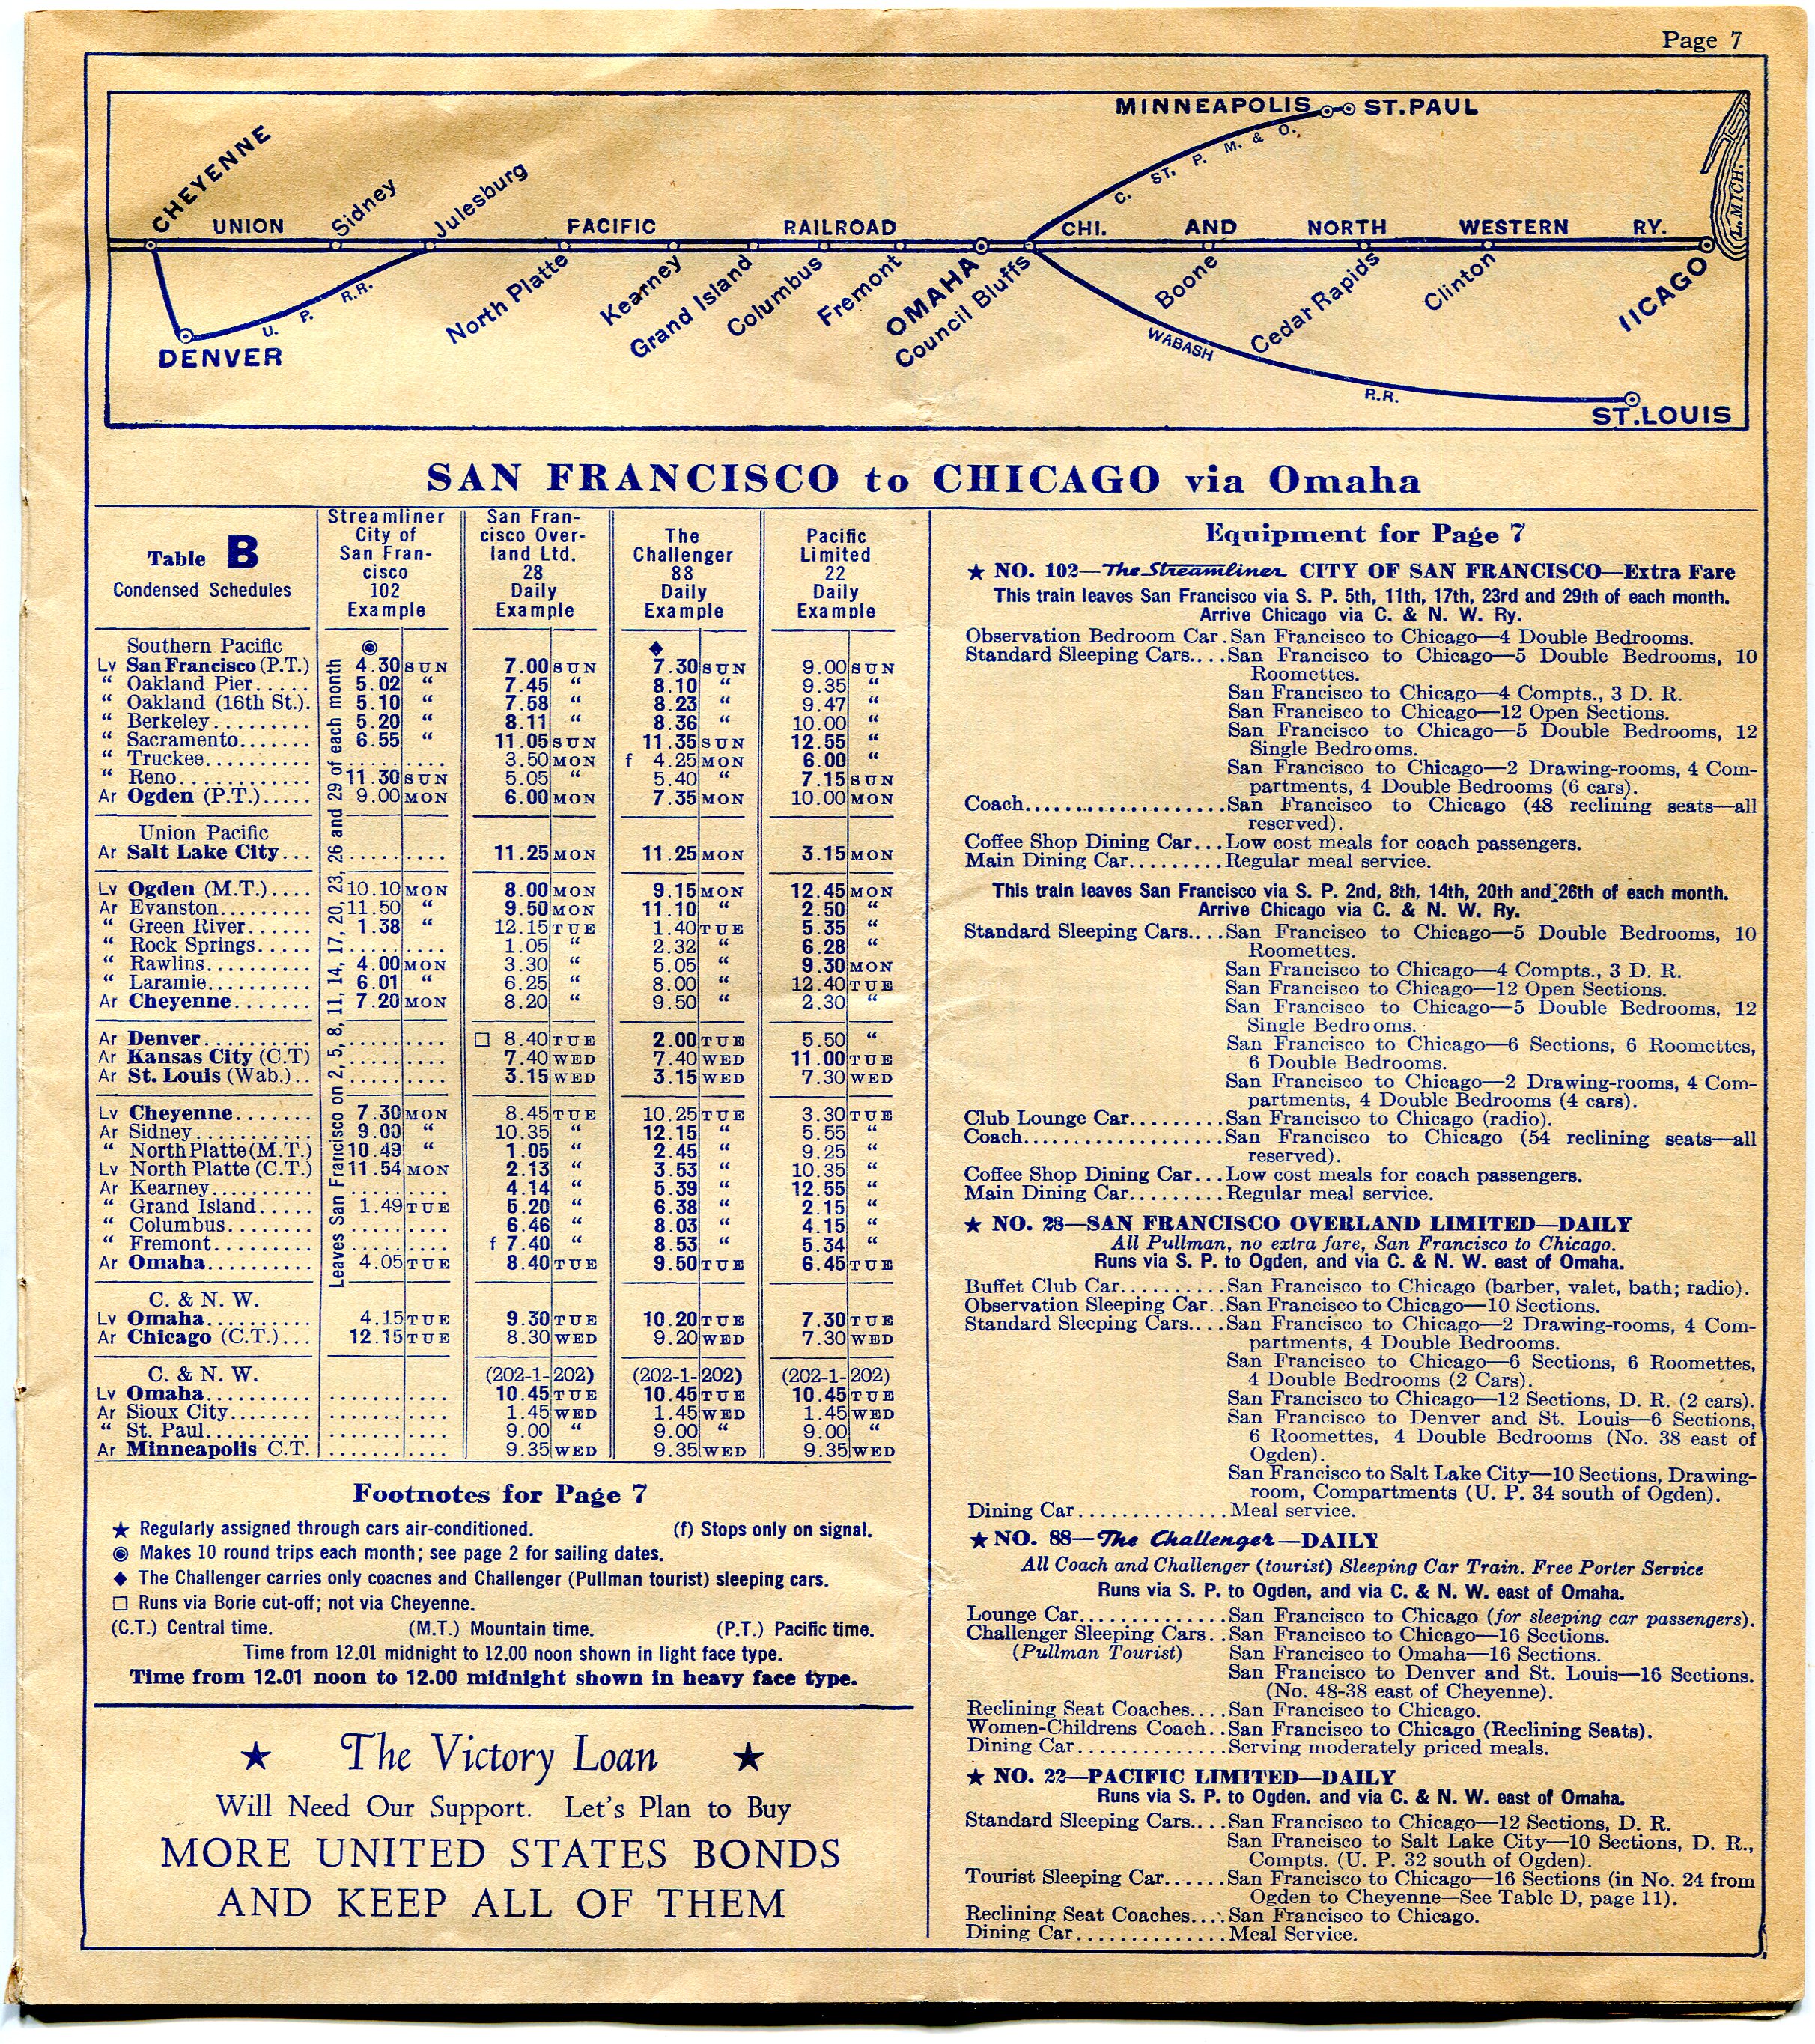 Page 7
MINNEAPOLIS ST.PAUL
C. ST. P. M. & O.
CHEYENNE Sidney Julesburg
UNION PACIFIC RAILROAD CHI. AND NORTH WESTERN RY.
L.MICH.
North Platte Kearney Grand Island Columbus Fremont OMAHA Council Bluffs Boone Cedar Rapids Clinton
U. P. R.R.
DENVER
WABASH R.R.
ST.LOUIS
SAN FRANCISCO to CHICAGO via Omaha
Table B
Condensed Schedules
Streamliner City of San Fran-cisco 102 Example
San Fran-cisco Over-land Ltd. 28 Daily Example
The Challenger 88 Daily Example
Pacific Limited 22 Daily Example
Leaves San Francisco on 2, 5, 8, 11, 14, 17, 20, 23, 26 and 29 of each month
Southern Pacific ◉ ◆
Lv San Francisco (P.T.) 4.30 SUN 7.00 SUN 7.30 SUN 9.00 SUN
“ Oakland Pier..... 5.02 “ 7.45 “ 8.10 “ 9.35 “
“ Oakland (16th St.). 5.10 “ 7.58 “ 8.23 “ 9.47 “
“ Berkeley......... 5.20 “ 8.11 “ 8.36 “ 10.00 “
“ Sacramento....... 6.55 “ 11.05 SUN 11.35 SUN 12.55 “
“ Truckee.......... ........ 3.50 MON f 4.25 MON 6.00 “
“ Reno............ 11.30 SUN 5.05 “ 5.40 “ 7.15 SUN
Ar Ogden (P.T.)..... 9.00 MON 6.00 MON 7.35 MON 10.00 MON
Union Pacific
Ar Salt Lake City... .......... 11.25 MON 11.25 MON 3.15 MON
Lv Ogden (M.T.).... 10.10 MON 8.00 MON 9.15 MON 12.45 MON
Ar Evanston......... 11.50 “ 9.50 MON 11.10 “ 2.50 “
“ Green River....... 1.38 “ 12.15 TUE 1.40 TUE 5.35 “
“ Rock Springs..... .......... 1.05 “ 2.32 “ 6.28 “
“ Rawlins.......... 4.00 MON 3.30 “ 5.05 “ 9.30 MON
“ Laramie.......... 6.01 “ 6.25 “ 8.00 “ 12.40 TUE
Ar Cheyenne....... 7.20 MON 8.20 “ 9.50 “ 2.30 “
Ar Denver.......... .......... □ 8.40 TUE 2.00 TUE 5.50 “
Ar Kansas City (C.T) .......... 7.40 WED 7.40 WED 11.00 TUE
Ar St. Louis (Wab.).. .......... 3.15 WED 3.15 WED 7.30 WED
Lv Cheyenne....... 7.30 MON 8.45 TUE 10.25 TUE 3.30 TUE
Ar Sidney........... 9.00 “ 10.35 “ 12.15 “ 5.55 “
“ North Platte (M.T.) 10.49 “ 1.05 “ 2.45 “ 9.25 “
Lv North Platte (C.T.) 11.54 MON 2.13 “ 3.53 “ 10.35 “
Ar Kearney.......... .......... 4.14 “ 5.39 “ 12.55 “
“ Grand Island..... 1.49 TUE 5.20 “ 6.38 “ 2.15 “
“ Columbus........ .......... 6.46 “ 8.03 “ 4.15 “
“ Fremont......... .......... f 7.40 “ 8.53 “ 5.34 “
Ar Omaha.......... 4.05 TUE 8.40 TUE 9.50 TUE 6.45 TUE
C. & N. W.
Lv Omaha.......... 4.15 TUE 9.30 TUE 10.20 TUE 7.30 TUE
Ar Chicago (C.T.)... 12.15 TUE 8.30 WED 9.20 WED 7.30 WED
C. & N. W. (202-1-202) (202-1-202) (202-1-202)
Lv Omaha.......... .......... 10.45 TUE 10.45 TUE 10.45 TUE
Ar Sioux City....... .......... 1.45 WED 1.45 WED 1.45 WED
“ St. Paul.......... .......... 9.00 “ 9.00 “ 9.00 “
Ar Minneapolis C.T. .......... 9.35 WED 9.35 WED 9.35 WED
Footnotes for Page 7
★ Regularly assigned through cars air-conditioned. (f) Stops only on signal.
◉ Makes 10 round trips each month; see page 2 for sailing dates.
◆ The Challenger carries only coacnes and Challenger (Pullman tourist) sleeping cars.
□ Runs via Borie cut-off; not via Cheyenne.
(C.T.) Central time. (M.T.) Mountain time. (P.T.) Pacific time.
Time from 12.01 midnight to 12.00 noon shown in light face type.
Time from 12.01 noon to 12.00 midnight shown in heavy face type.
★ The Victory Loan ★
Will Need Our Support. Let's Plan to Buy
MORE UNITED STATES BONDS
AND KEEP ALL OF THEM
Equipment for Page 7
★ NO. 102—The Streamliner CITY OF SAN FRANCISCO—Extra Fare
This train leaves San Francisco via S. P. 5th, 11th, 17th, 23rd and 29th of each month.
Arrive Chicago via C. & N. W. Ry.
Observation Bedroom Car.San Francisco to Chicago—4 Double Bedrooms.
Standard Sleeping Cars....San Francisco to Chicago—5 Double Bedrooms, 10
Roomettes.
San Francisco to Chicago—4 Compts., 3 D. R.
San Francisco to Chicago—12 Open Sections.
San Francisco to Chicago—5 Double Bedrooms, 12
Single Bedrooms.
San Francisco to Chicago—2 Drawing-rooms, 4 Com-
partments, 4 Double Bedrooms (6 cars).
Coach......................San Francisco to Chicago (48 reclining seats—all
reserved).
Coffee Shop Dining Car...Low cost meals for coach passengers.
Main Dining Car.........Regular meal service.
This train leaves San Francisco via S. P. 2nd, 8th, 14th, 20th and 26th of each month.
Arrive Chicago via C. & N. W. Ry.
Standard Sleeping Cars....San Francisco to Chicago—5 Double Bedrooms, 10
Roomettes.
San Francisco to Chicago—4 Compts., 3 D. R.
San Francisco to Chicago—12 Open Sections.
San Francisco to Chicago—5 Double Bedrooms, 12
Single Bedrooms.
San Francisco to Chicago—6 Sections, 6 Roomettes,
6 Double Bedrooms.
San Francisco to Chicago—2 Drawing-rooms, 4 Com-
partments, 4 Double Bedrooms (4 cars).
Club Lounge Car.........San Francisco to Chicago (radio).
Coach......................San Francisco to Chicago (54 reclining seats—all
reserved).
Coffee Shop Dining Car...Low cost meals for coach passengers.
Main Dining Car.........Regular meal service.
★ NO. 28—SAN FRANCISCO OVERLAND LIMITED—DAILY
All Pullman, no extra fare, San Francisco to Chicago.
Runs via S. P. to Ogden, and via C. & N. W. east of Omaha.
Buffet Club Car..........San Francisco to Chicago (barber, valet, bath; radio).
Observation Sleeping Car..San Francisco to Chicago—10 Sections.
Standard Sleeping Cars....San Francisco to Chicago—2 Drawing-rooms, 4 Com-
partments, 4 Double Bedrooms.
San Francisco to Chicago—6 Sections, 6 Roomettes,
4 Double Bedrooms (2 Cars).
San Francisco to Chicago—12 Sections, D. R. (2 cars).
San Francisco to Denver and St. Louis—6 Sections,
6 Roomettes, 4 Double Bedrooms (No. 38 east of
Ogden).
San Francisco to Salt Lake City—10 Sections, Drawing-
room, Compartments (U. P. 34 south of Ogden).
Dining Car...............Meal service.
★ NO. 88—The Challenger—DAILY
All Coach and Challenger (tourist) Sleeping Car Train. Free Porter Service
Runs via S. P. to Ogden, and via C. & N. W. east of Omaha.
Lounge Car...............San Francisco to Chicago (for sleeping car passengers).
Challenger Sleeping Cars..San Francisco to Chicago—16 Sections.
(Pullman Tourist) San Francisco to Omaha—16 Sections.
San Francisco to Denver and St. Louis—16 Sections.
(No. 48-38 east of Cheyenne).
Reclining Seat Coaches....San Francisco to Chicago.
Women-Childrens Coach..San Francisco to Chicago (Reclining Seats).
Dining Car...............Serving moderately priced meals.
★ NO. 22—PACIFIC LIMITED—DAILY
Runs via S. P. to Ogden. and via C. & N. W. east of Omaha.
Standard Sleeping Cars....San Francisco to Chicago—12 Sections, D. R.
San Francisco to Salt Lake City—10 Sections, D. R.,
Compts. (U. P. 32 south of Ogden).
Tourist Sleeping Car......San Francisco to Chicago—16 Sections (in No. 24 from
Ogden to Cheyenne—See Table D, page 11).
Reclining Seat Coaches....San Francisco to Chicago.
Dining Car...............Meal Service.